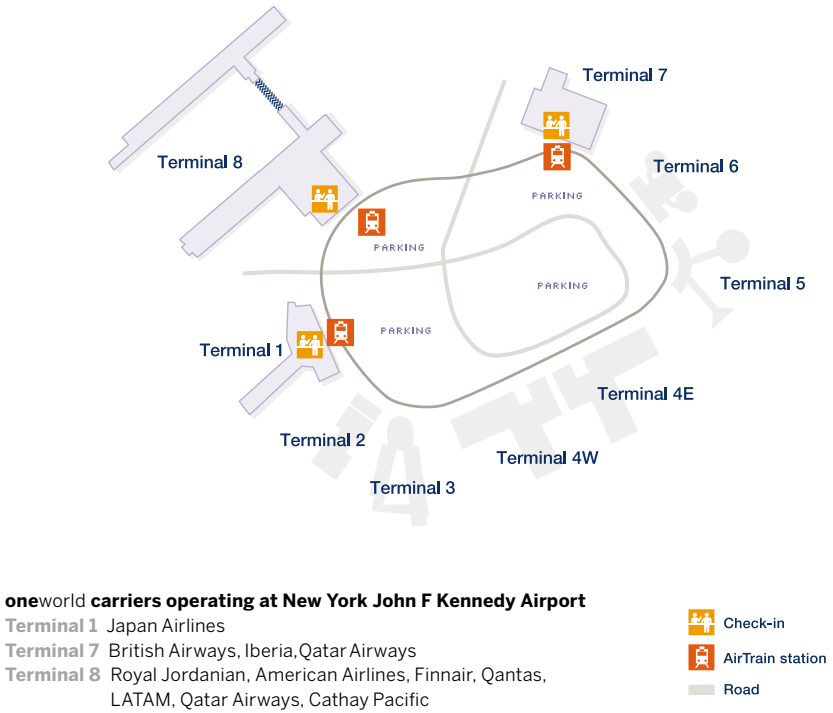 Terminal 7
Terminal 8
Terminal 6
PARKING
PARKING
Terminal 5
PARKING
PARKING
Terminal 1
Terminal 4E
Terminal 2
Terminal 4W
Terminal 3
oneworld carriers operating at New York John F Kennedy Airport
Terminal 1 Japan Airlines
Terminal 7 British Airways, Iberia, Qatar Airways
Terminal 8 Royal Jordanian, American Airlines, Finnair, Qantas,
LATAM, Qatar Airways, Cathay Pacific
Check-in
AirTrain station
Road